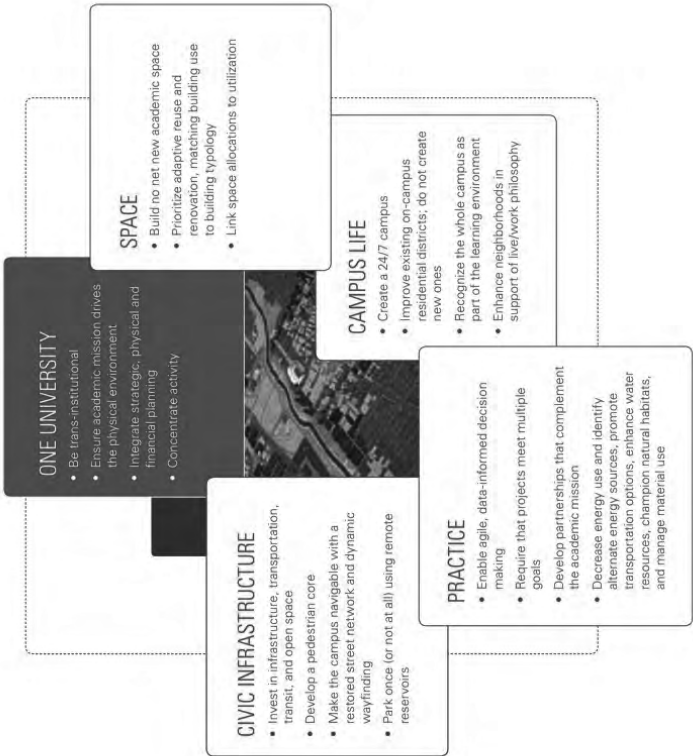 ONE UNIVERSITY
• Be trans-institutional
• Ensure academic mission drives
the physical environment
• Integrate strategic, physical and
financial planning
• Concentrate activity
SPACE
• Build no net new academic space
• Prioritize adaptive reuse and
renovation, matching building use
to building typology
• Link space allocations to utilization
CIVIC INFRASTRUCTURE
• Invest in infrastructure, transportation,
transit, and open space
• Develop a pedestrian core
• Make the campus navigable with a
restored street network and dynamic
wayfinding
• Park once (or not at all) using remote
reservoirs
CAMPUS LIFE
• Create a 24/7 campus
• Improve existing on-campus
residential districts; do not create
new ones
• Recognize the whole campus as
part of the learning environment
• Enhance neighborhoods in
support of live/work philosophy
PRACTICE
• Enable agile, data-informed decision
making
• Require that projects meet multiple
goals
• Develop partnerships that complement
the academic mission
• Decrease energy use and identify
alternate energy sources, promote
transportation options, enhance water
resources, champion natural habitats,
and manage material use